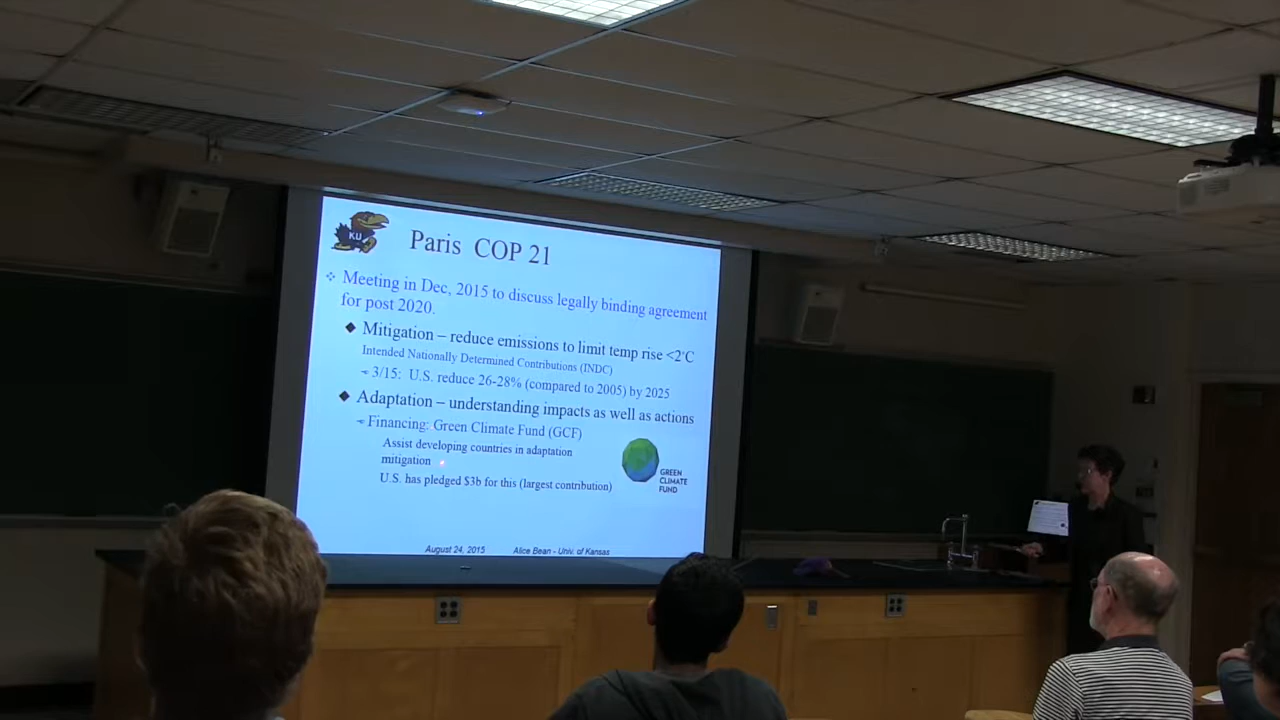 KU
Paris COP 21
Meeting in Dec, 2015 to discuss legally binding agreement
for post 2020.
Mitigation – reduce emissions to limit temp rise <2°C
Intended Nationally Determined Contributions (INDC)
3/15: U.S. reduce 26-28% (compared to 2005) by 2025
Adaptation – understanding impacts as well as actions
Financing: Green Climate Fund (GCF)
Assist developing countries in adaptation
mitigation
U.S. has pledged $3b for this (largest contribution)
GREEN
CLIMATE
FUND
August 24, 2015 Alice Bean - Univ. of Kansas